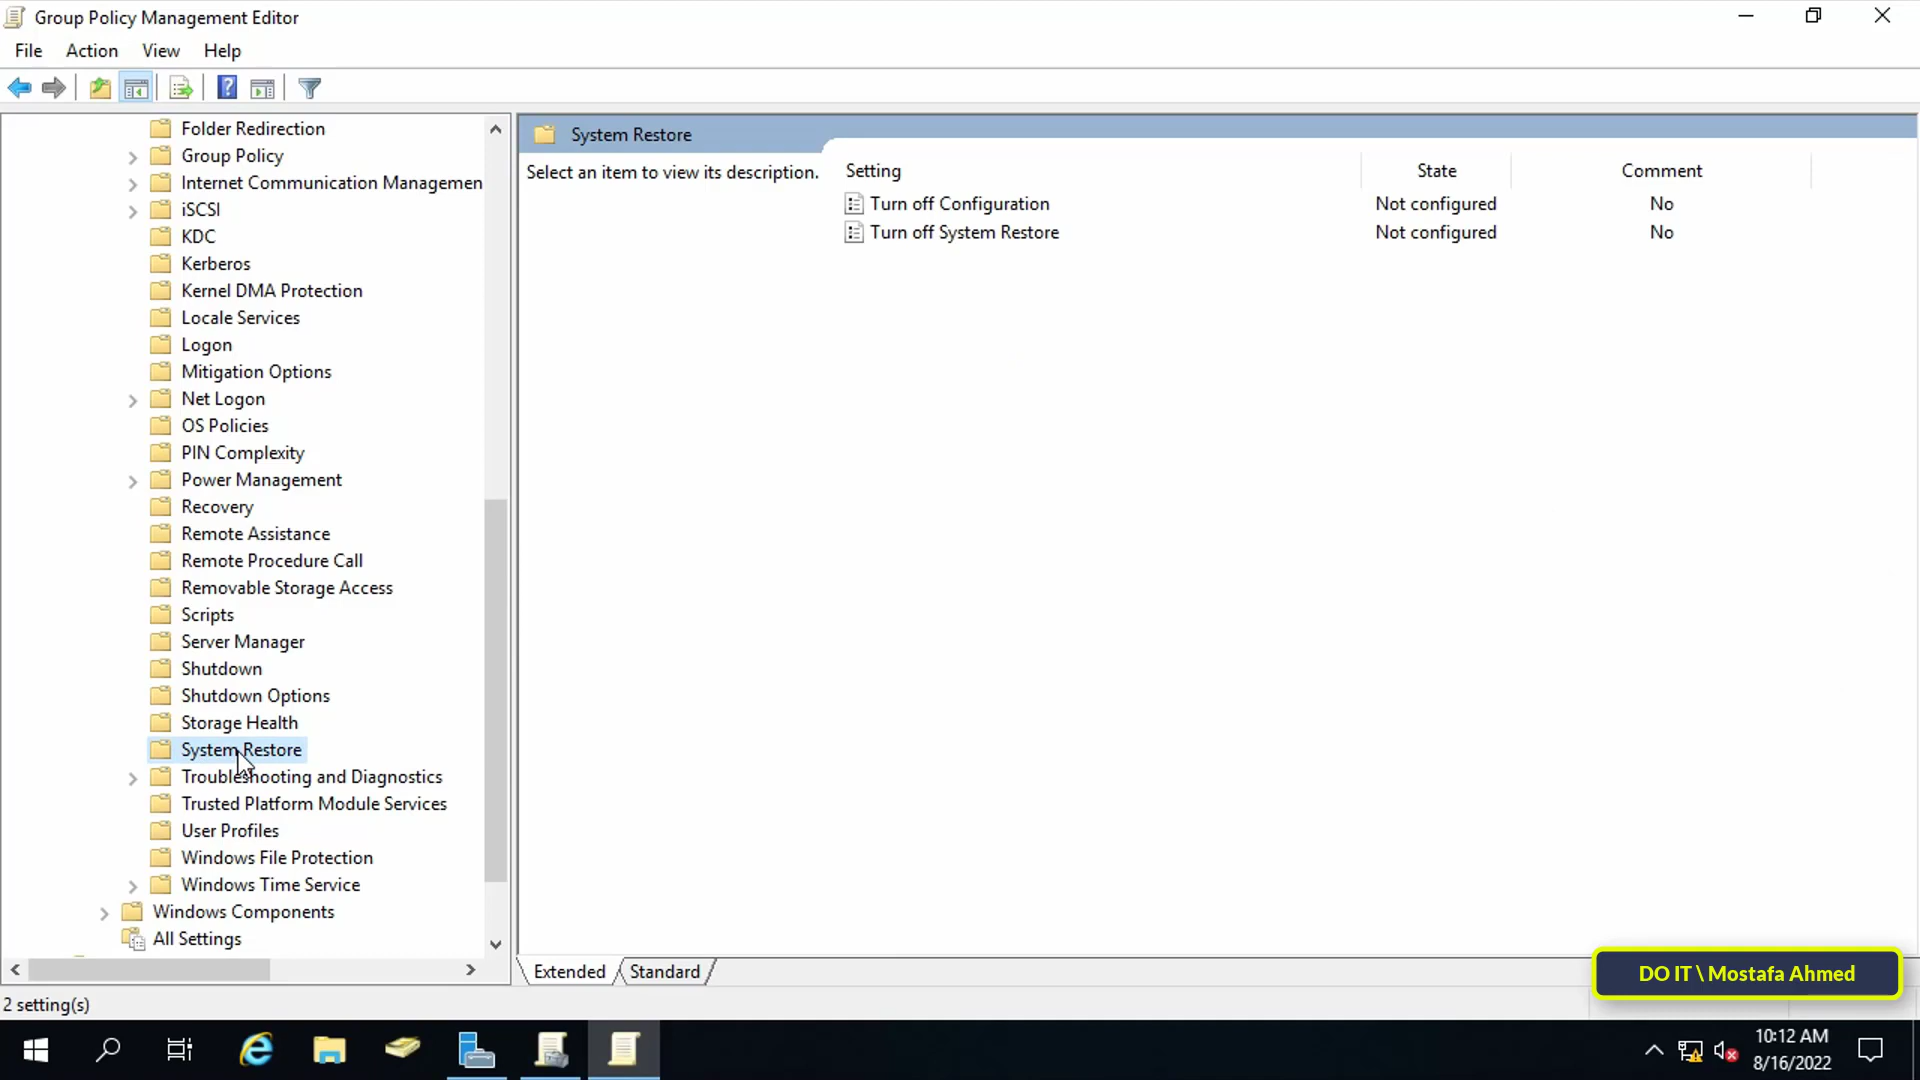 Group Policy Management Editor
File Action View Help
Folder Redirection
Group Policy
Internet Communication Managemen
iSCSI
KDC
Kerberos
Kernel DMA Protection
Locale Services
Logon
Mitigation Options
Net Logon
OS Policies
PIN Complexity
Power Management
Recovery
Remote Assistance
Remote Procedure Call
Removable Storage Access
Scripts
Server Manager
Shutdown
Shutdown Options
Storage Health
System Restore
Troubleshooting and Diagnostics
Trusted Platform Module Services
User Profiles
Windows File Protection
Windows Time Service
Windows Components
All Settings
System Restore
Select an item to view its description.
Setting State Comment
Turn off Configuration Not configured No
Turn off System Restore Not configured No
Extended Standard
DO IT \ Mostafa Ahmed
2 setting(s)
10:12 AM
8/16/2022